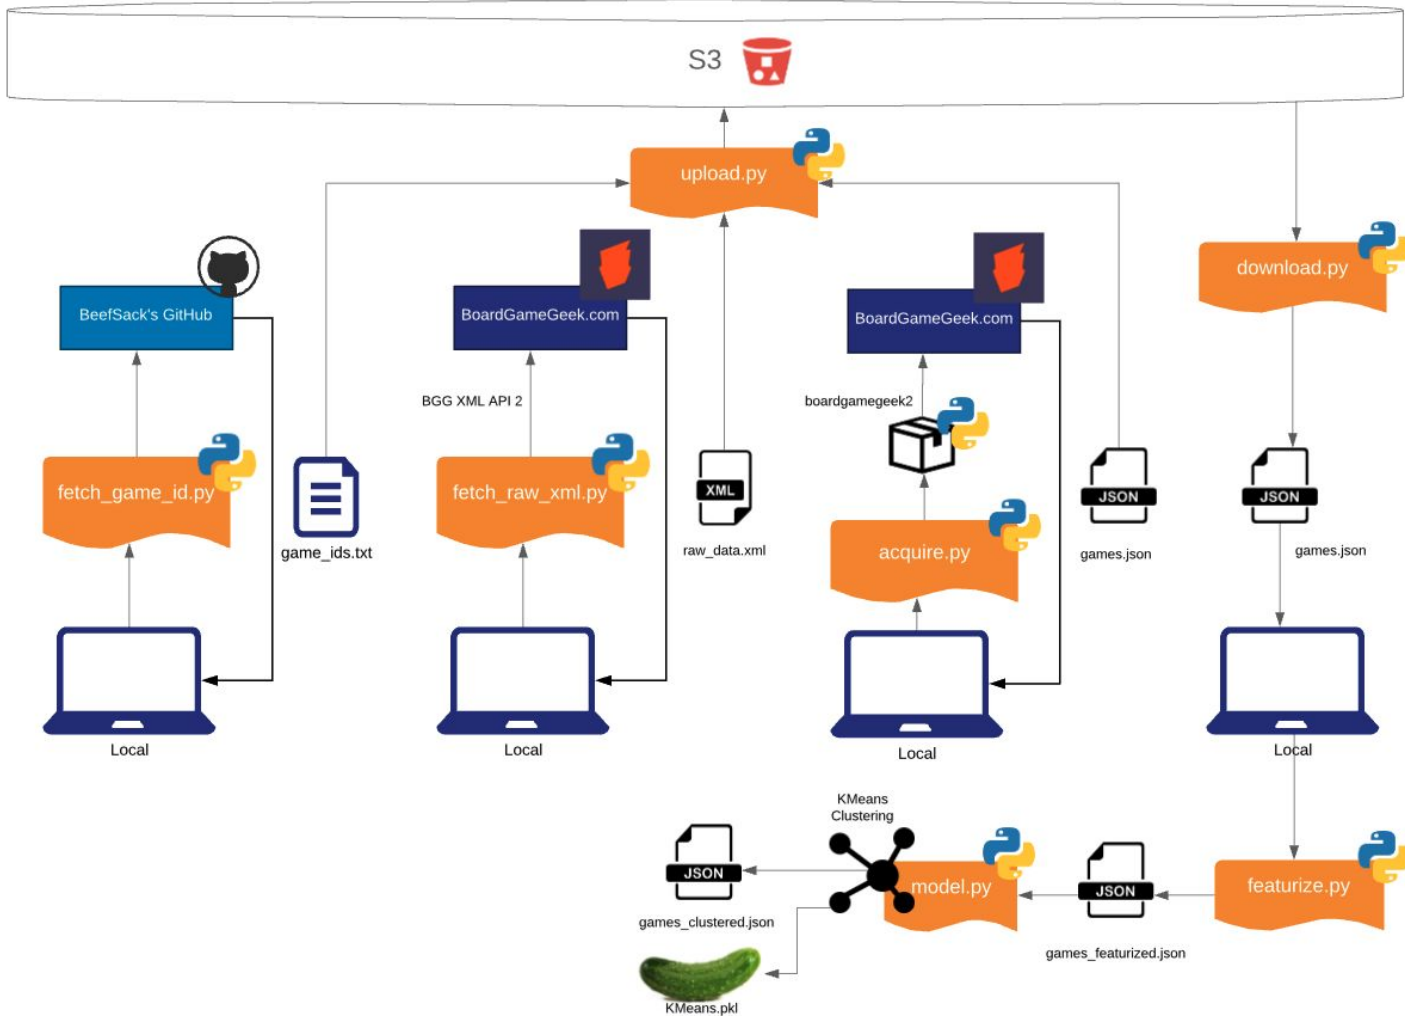 S3
upload.py
download.py
BeefSack's GitHub
BoardGameGeek.com
BoardGameGeek.com
BGG XML API 2
boardgamegeek2
fetch_game_id.py
game_ids.txt
fetch_raw_xml.py
XML
raw_data.xml
acquire.py
JSON
games.json
JSON
games.json
Local
Local
Local
Local
KMeans
Clustering
JSON
games_clustered.json
model.py
JSON
games_featurized.json
featurize.py
KMeans.pkl